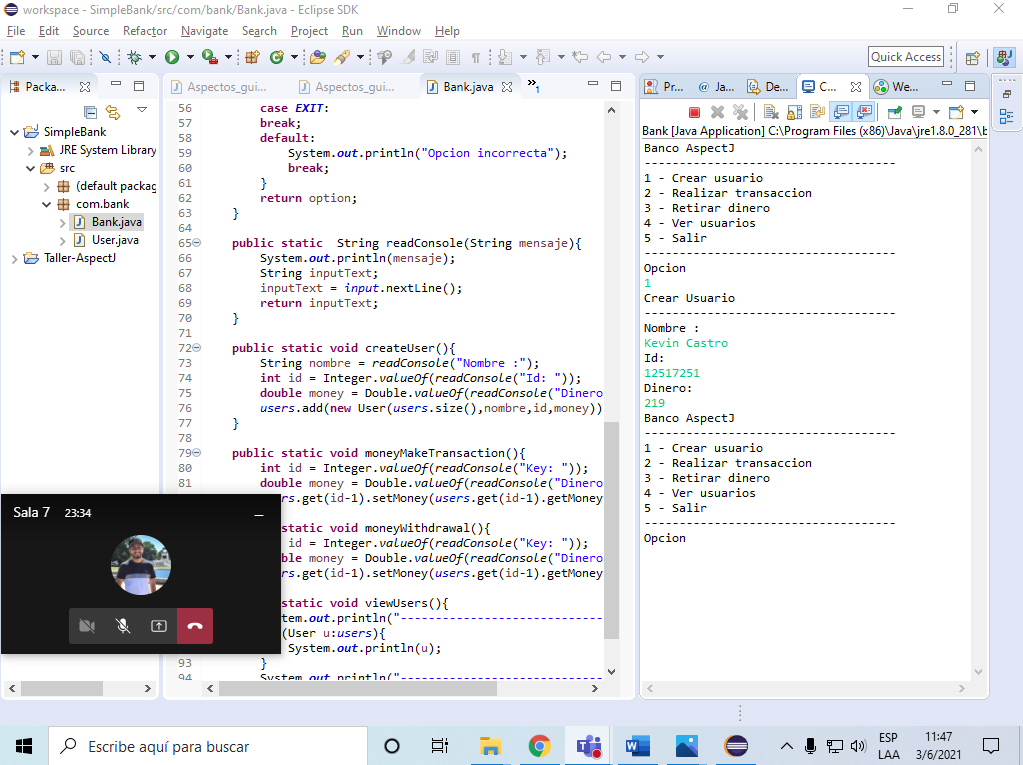 workspace - SimpleBank/src/com/bank/Bank.java - Eclipse SDK
File Edit Source Refactor Navigate Search Project Run Window Help
Quick Access
Packa...
SimpleBank
JRE System Library
src
(default packag
com.bank
Bank.java
User.java
Taller-AspectJ
Aspectos_gui...
Aspectos_gui...
Bank.java
»1
56 case EXIT:
57 break;
58 default:
59 System.out.println("Opcion incorrecta");
60 break;
61 }
62 return option;
63 }
64
65 public static  String readConsole(String mensaje){
66 System.out.println(mensaje);
67 String inputText;
68 inputText = input.nextLine();
69 return inputText;
70 }
71
72 public static void createUser(){
73 String nombre = readConsole("Nombre :");
74 int id = Integer.valueOf(readConsole("Id: "));
75 double money = Double.valueOf(readConsole("Dinero
76 users.add(new User(users.size(),nombre,id,money))
77 }
78
79 public static void moneyMakeTransaction(){
80 int id = Integer.valueOf(readConsole("Key: "));
81 double money = Double.valueOf(readConsole("Dinero
rs.get(id-1).setMoney(users.get(id-1).getMoney
static void moneyWithdrawal(){
id = Integer.valueOf(readConsole("Key: "));
ble money = Double.valueOf(readConsole("Dinero
rs.get(id-1).setMoney(users.get(id-1).getMoney
static void viewUsers(){
tem.out.println("-----------------------------
(User u:users){
System.out.println(u);
93 }
94 System.out.println("-----------------------------
Sala 7 23:34
Pr...
@ Ja...
De...
C...
We...
Bank [Java Application] C:\Program Files (x86)\Java\jre1.8.0_281\b
Banco AspectJ
------------------------------------
1 - Crear usuario
2 - Realizar transaccion
3 - Retirar dinero
4 - Ver usuarios
5 - Salir
------------------------------------
Opcion
1
Crear Usuario
------------------------------------
Nombre :
Kevin Castro
Id:
12517251
Dinero:
219
Banco AspectJ
------------------------------------
1 - Crear usuario
2 - Realizar transaccion
3 - Retirar dinero
4 - Ver usuarios
5 - Salir
------------------------------------
Opcion
Escribe aquí para buscar
ESP
LAA
11:47
3/6/2021